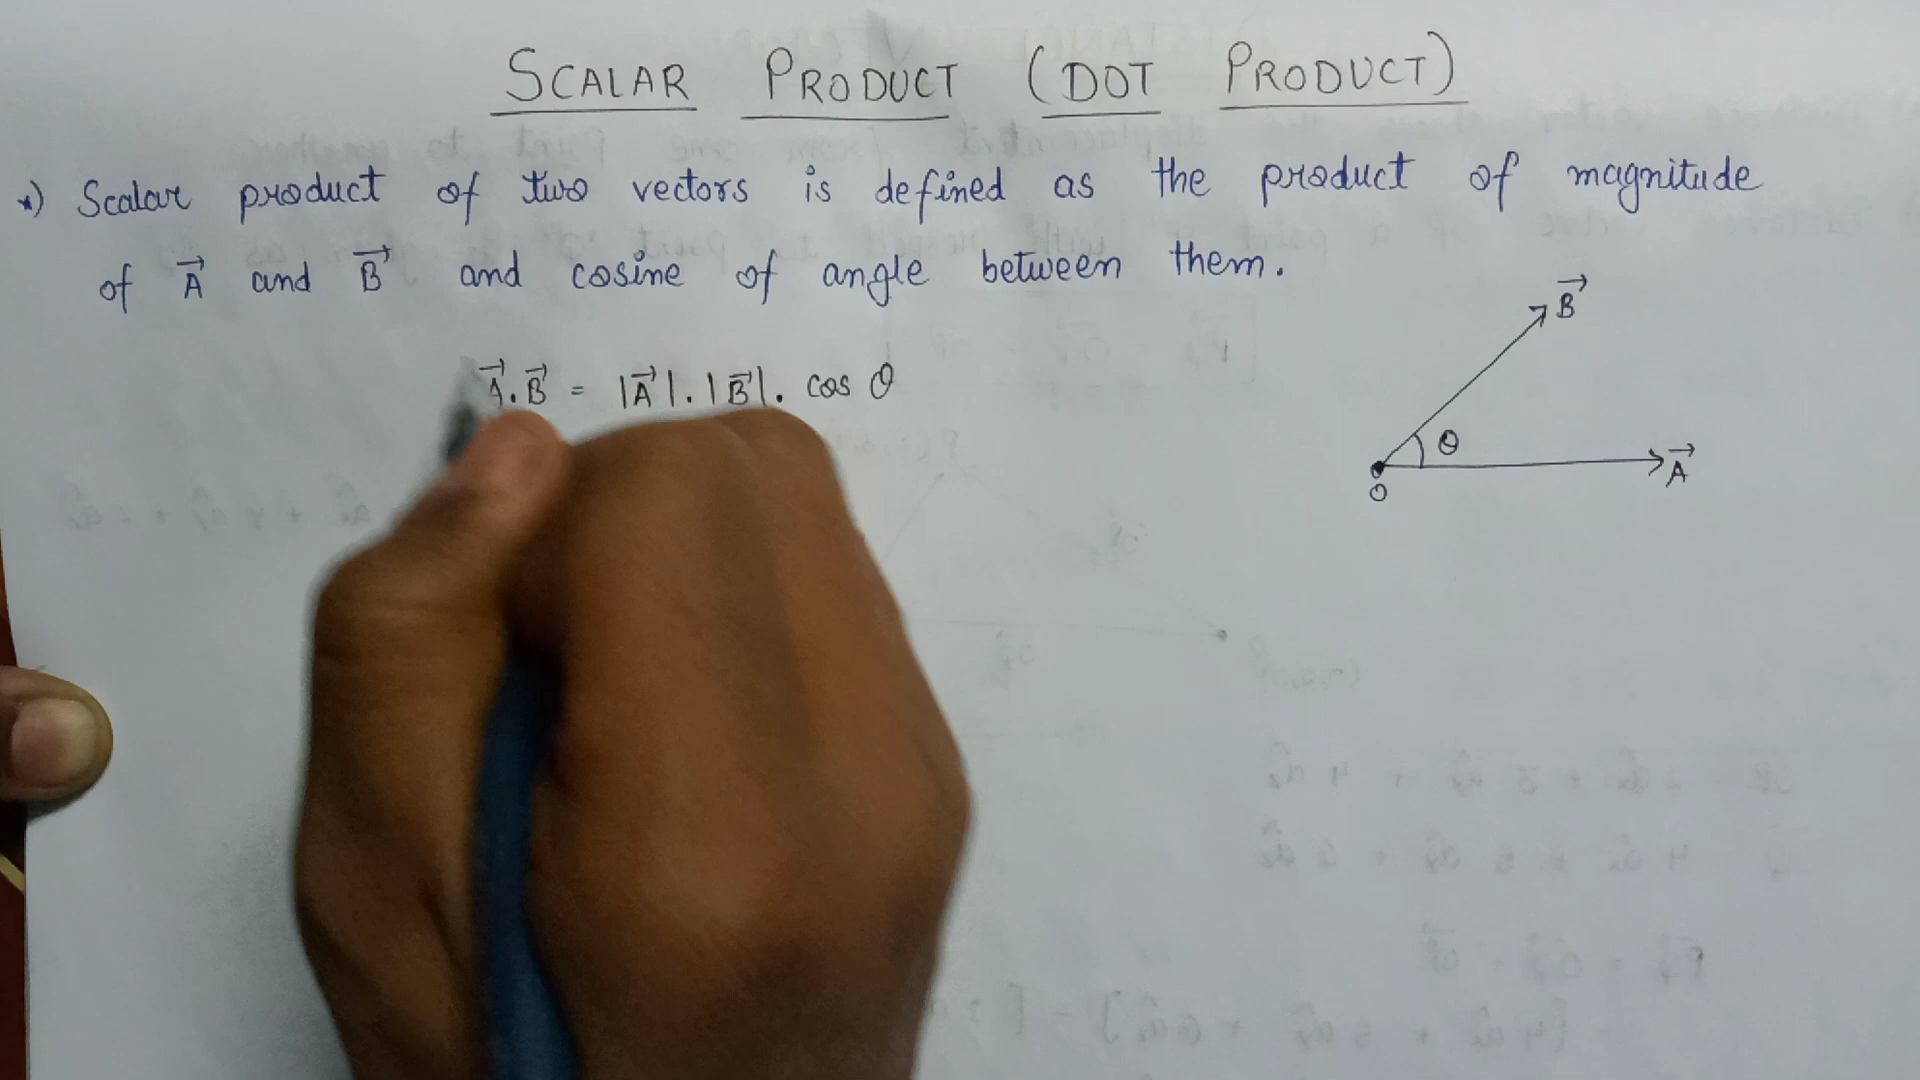 SCALAR PRODUCT (DOT PRODUCT)
*) Scalar product of two vectors is defined as the product of magnitude
of A⃗ and B⃗ and cosine of angle between them.
A⃗.B⃗ = |A⃗|.|B⃗|. cos θ
B⃗
θ
A⃗
O